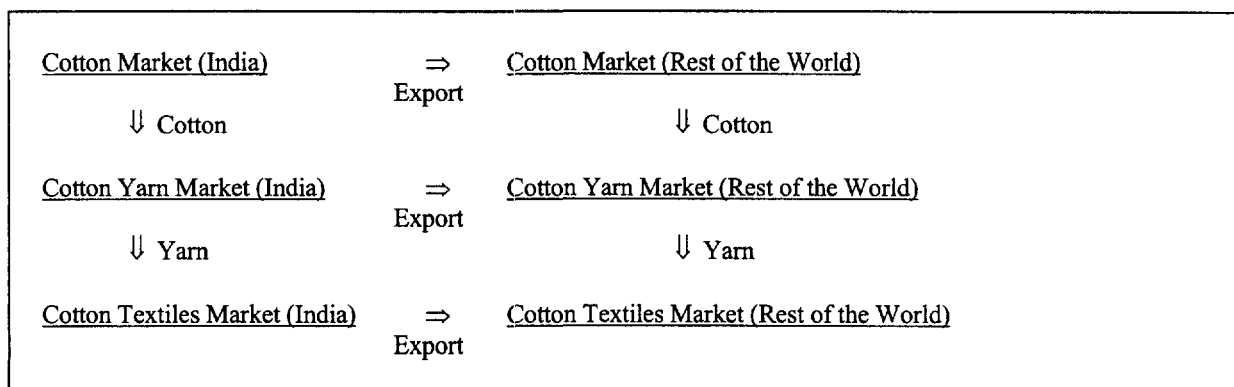 Cotton Market (India) ⇒ Cotton Market (Rest of the World)
Export
⇓ Cotton ⇓ Cotton
Cotton Yarn Market (India) ⇒ Cotton Yarn Market (Rest of the World)
Export
⇓ Yarn ⇓ Yarn
Cotton Textiles Market (India) ⇒ Cotton Textiles Market (Rest of the World)
Export